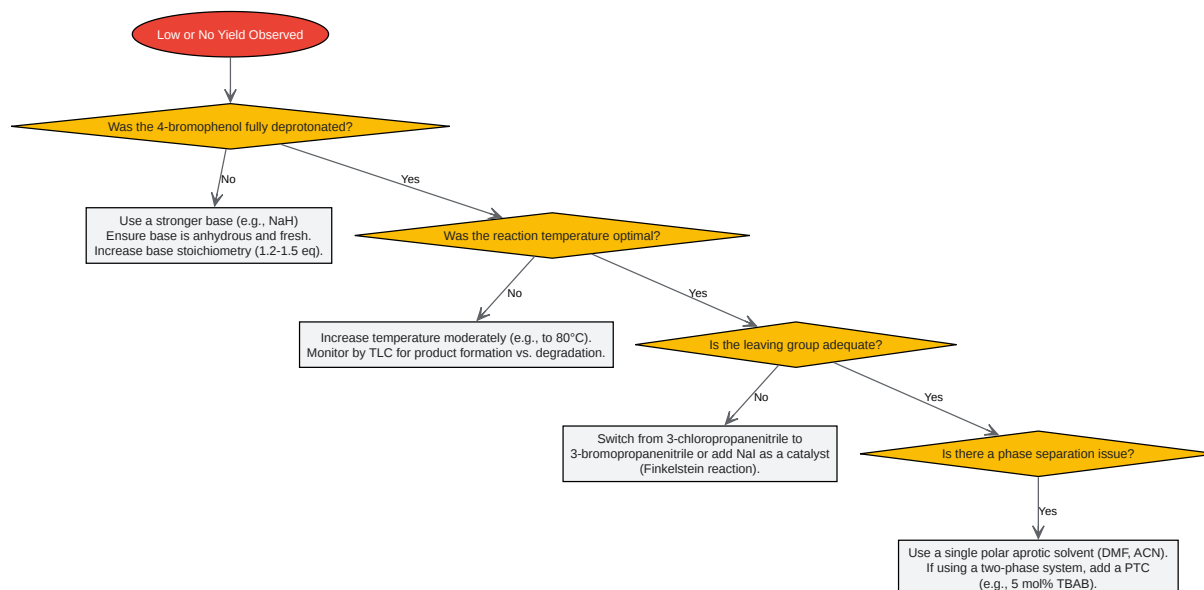 Low or No Yield Observed
Was the 4-bromophenol fully deprotonated?
No
Yes
Use a stronger base (e.g., NaH)
Ensure base is anhydrous and fresh.
Increase base stoichiometry (1.2-1.5 eq).
Was the reaction temperature optimal?
No
Yes
Increase temperature moderately (e.g., to 80°C).
Monitor by TLC for product formation vs. degradation.
Is the leaving group adequate?
No
Yes
Switch from 3-chloropropanenitrile to
3-bromopropanenitrile or add NaI as a catalyst
(Finkelstein reaction).
Is there a phase separation issue?
Yes
Use a single polar aprotic solvent (DMF, ACN).
If using a two-phase system, add a PTC
(e.g., 5 mol% TBAB).